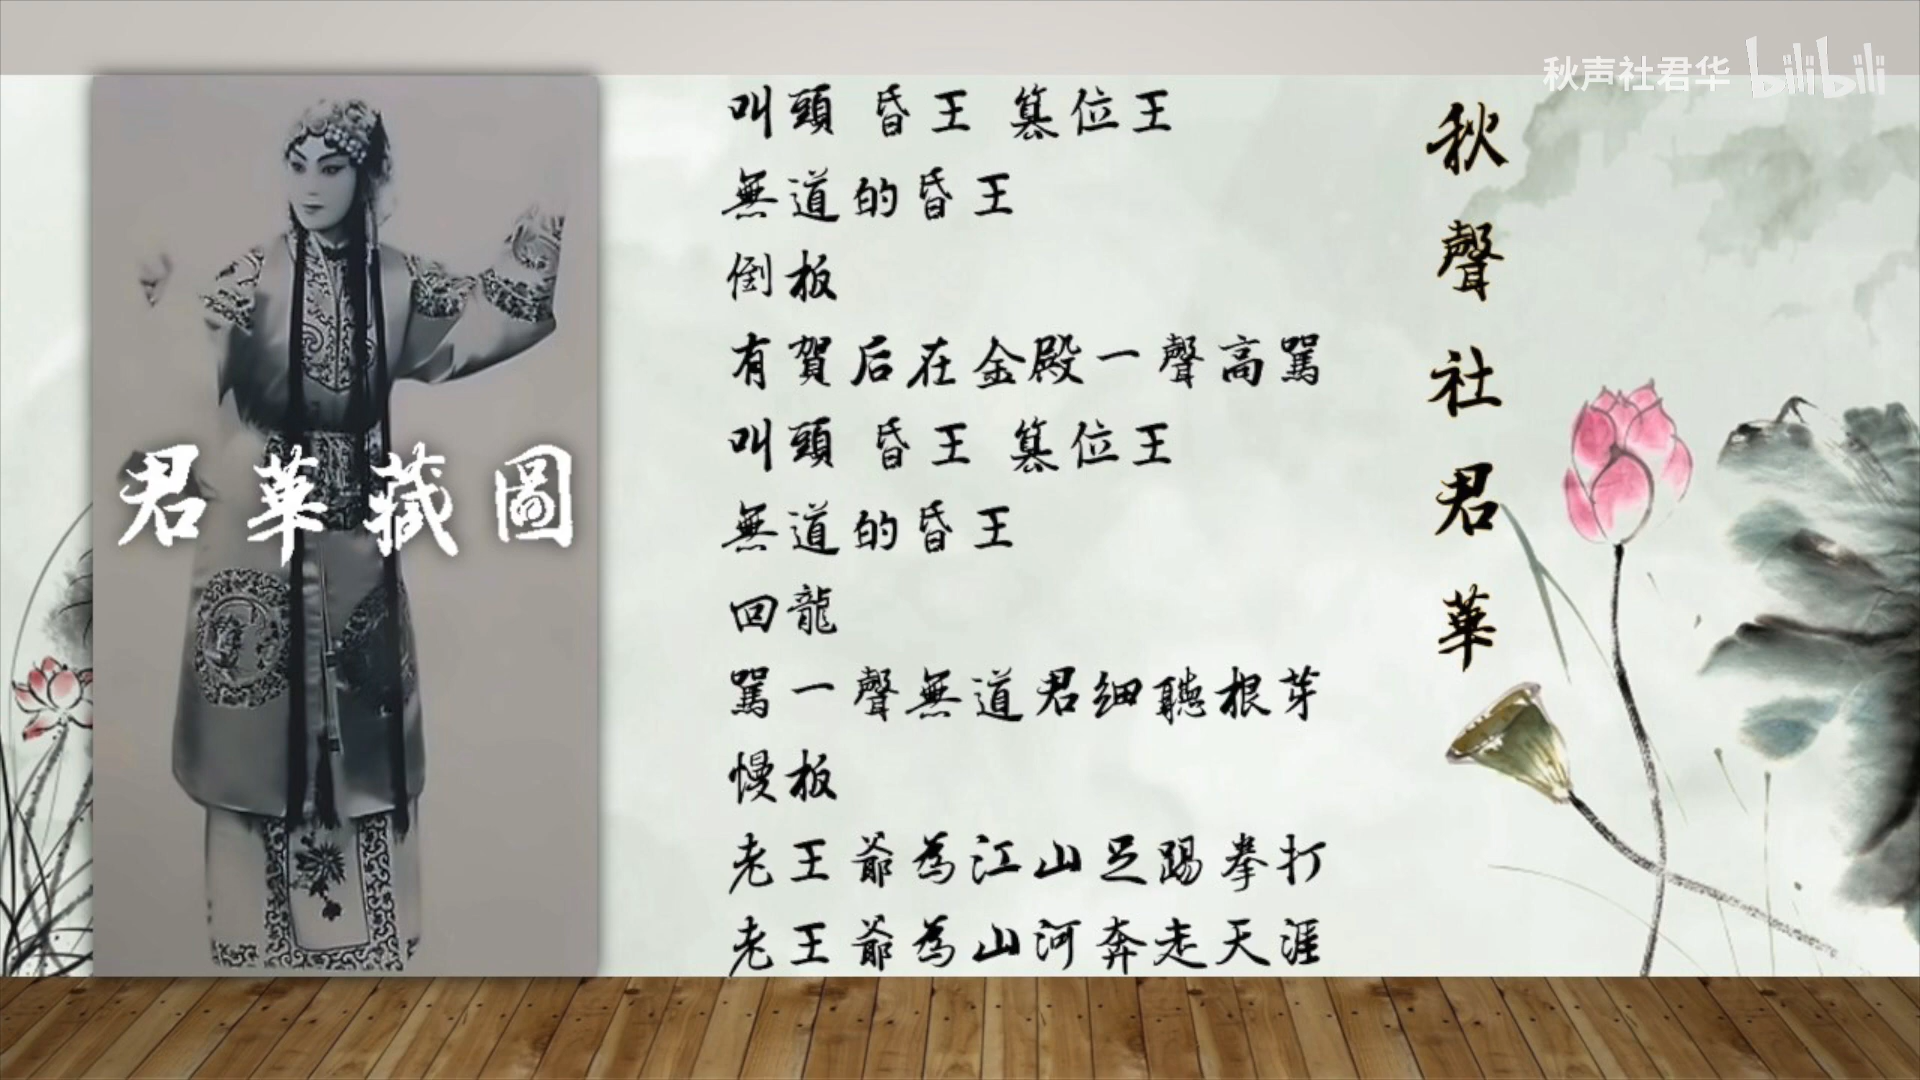 秋声社君华 bilibili
君華藏圖
叫頭 昏王 篡位王
無道的昏王
倒板
有賀后在金殿一聲高罵
叫頭 昏王 篡位王
無道的昏王
回龍
罵一聲無道君細聽根芽
慢板
老王爺為江山足踢拳打
老王爺為山河奔走天涯
秋聲社君華